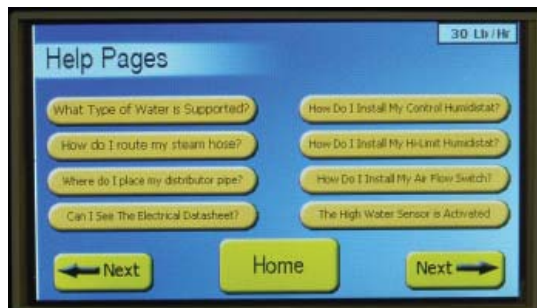 30 Lb/Hr
Help Pages
What Type of Water is Supported?
How do I route my steam hose?
Where do I place my distributor pipe?
Can I See The Electrical Datasheet?
How Do I Install My Control Humidistat?
How Do I Install My Hi-Limit Humidistat?
How Do I Install My Air Flow Switch?
The High Water Sensor is Activated
Next
Home
Next